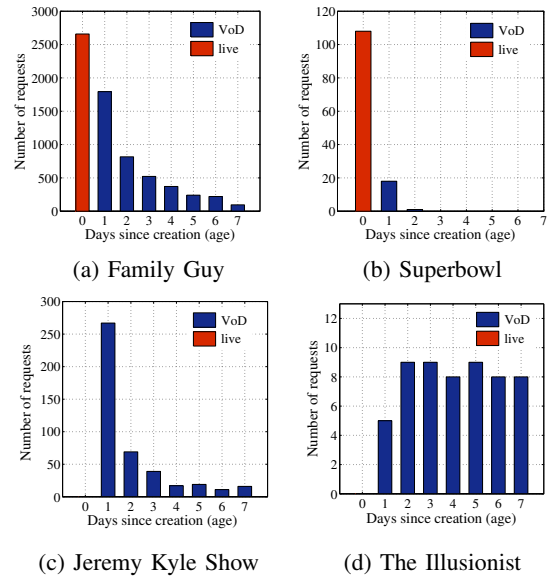 3000
2500
2000
1500
1000
500
0
Number of requests
VoD
live
0 1 2 3 4 5 6 7
Days since creation (age)
(a) Family Guy
120
100
80
60
40
20
0
Number of requests
VoD
live
0 1 2 3 4 5 6 7
Days since creation (age)
(b) Superbowl
300
250
200
150
100
50
0
Number of requests
VoD
live
0 1 2 3 4 5 6 7
Days since creation (age)
(c) Jeremy Kyle Show
12
10
8
6
4
2
0
Number of requests
VoD
live
0 1 2 3 4 5 6 7
Days since creation (age)
(d) The Illusionist